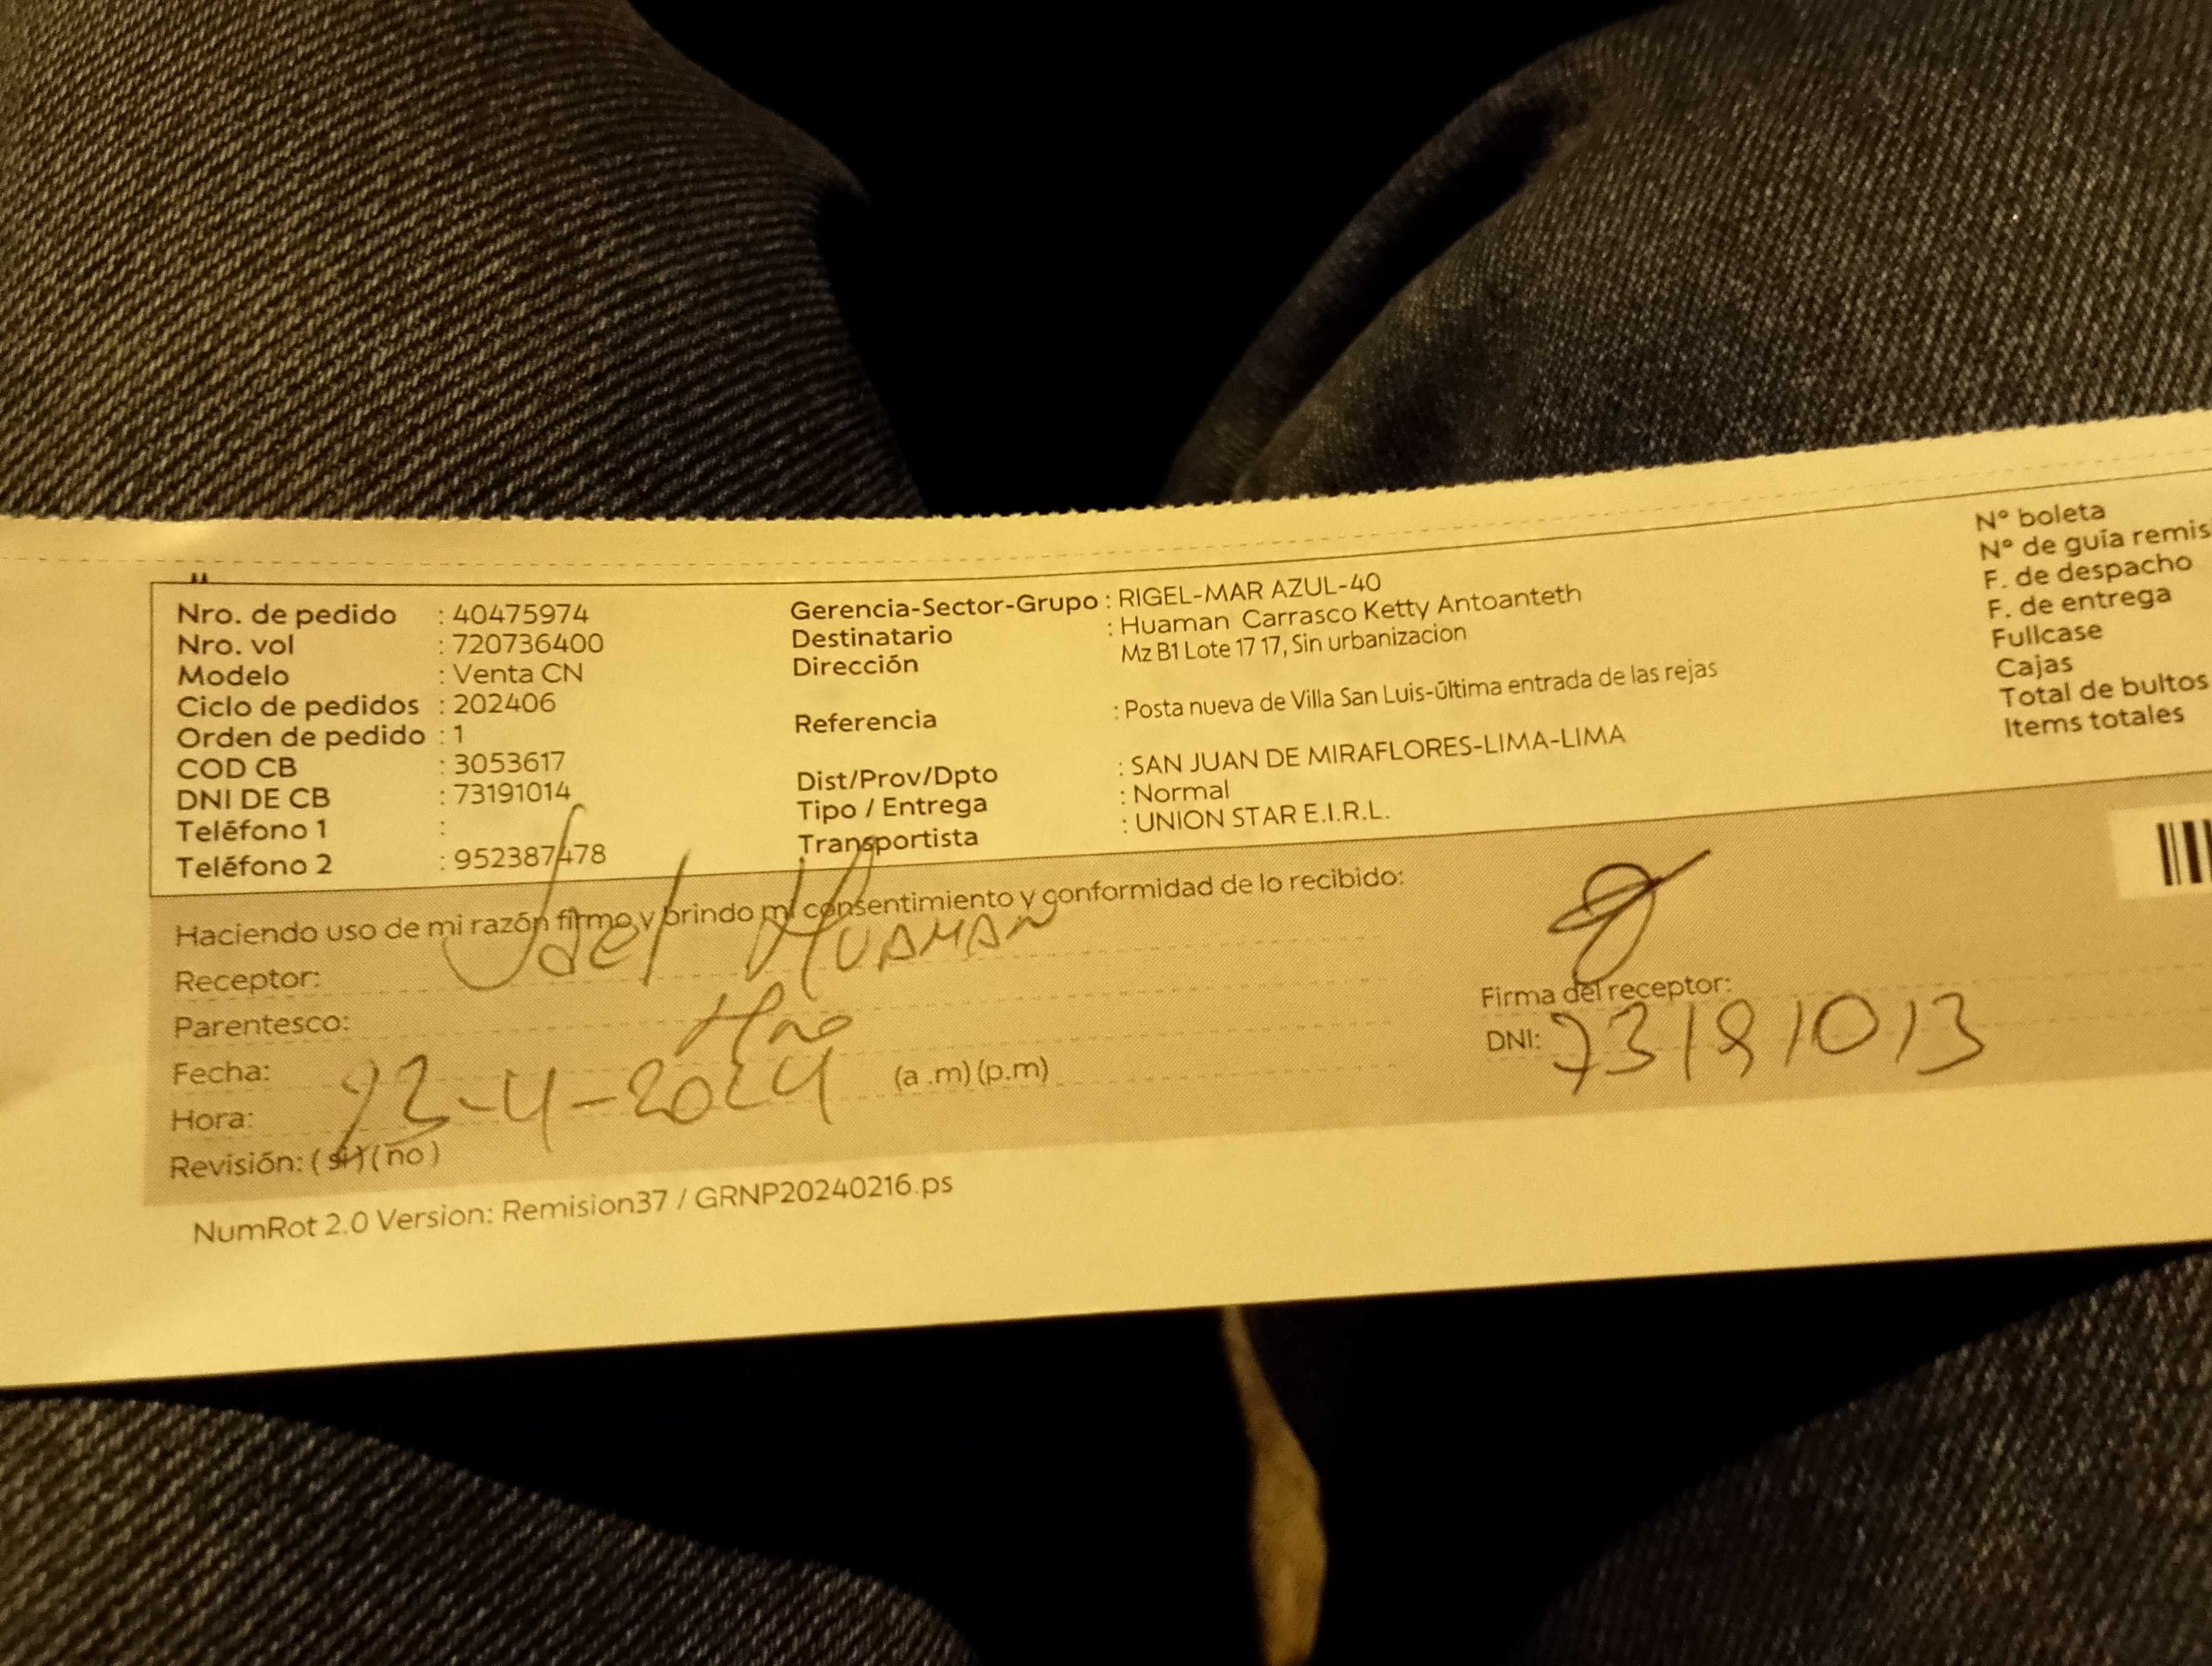 Nro. de pedido : 40475974
Nro. vol : 720736400
Modelo : Venta CN
Ciclo de pedidos : 202406
Orden de pedido : 1
COD CB : 3053617
DNI DE CB : 73191014
Teléfono 1 :
Teléfono 2 : 952387478
Gerencia-Sector-Grupo : RIGEL-MAR AZUL-40
Destinatario : Huaman Carrasco Ketty Antoanteth
Dirección Mz B1 Lote 17 17, Sin urbanizacion
Referencia : Posta nueva de Villa San Luis-última entrada de las rejas
Dist/Prov/Dpto : SAN JUAN DE MIRAFLORES-LIMA-LIMA
Tipo / Entrega : Normal
Transportista : UNION STAR E.I.R.L.
N° boleta
N° de guía remis
F. de despacho
F. de entrega
Fullcase
Cajas
Total de bultos
Items totales
Haciendo uso de mi razón firmo y brindo mi consentimiento y conformidad de lo recibido:
Receptor: Jael HUAMAN
Parentesco: Hno
Fecha: 23-4-2024
Hora: (a .m) (p.m)
Revisión: (si) (no)
Firma del receptor:
DNI: 73191013
NumRot 2.0 Version: Remision37 / GRNP20240216.ps